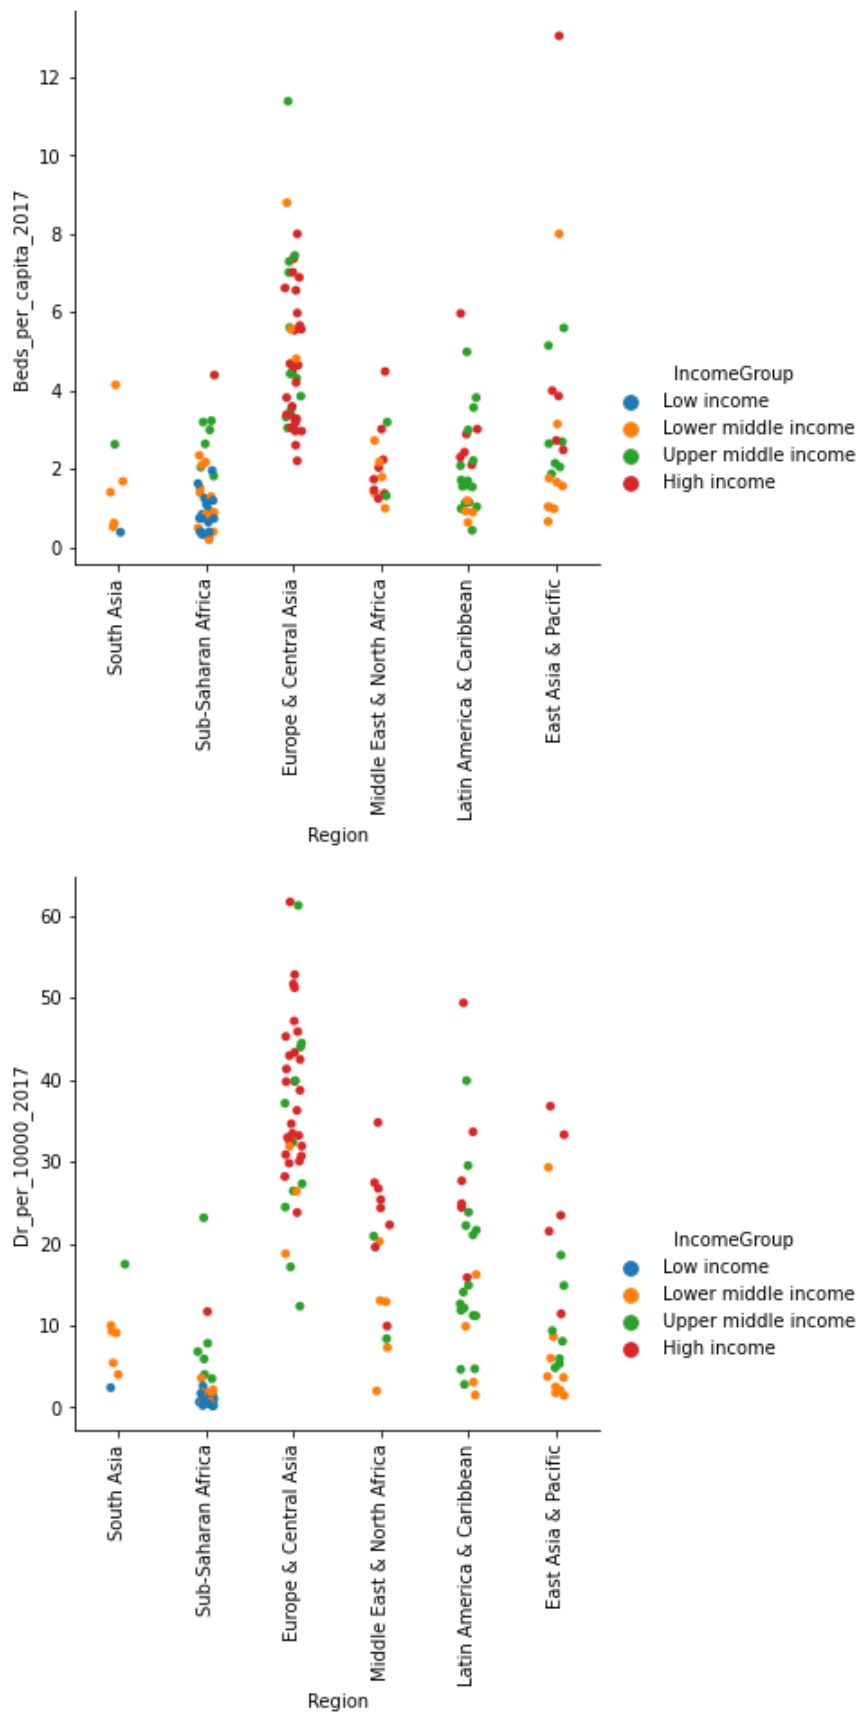 Beds_per_capita_2017
12
10
8
6
4
2
0
South Asia
Sub-Saharan Africa
Europe & Central Asia
Middle East & North Africa
Latin America & Caribbean
East Asia & Pacific
Region
IncomeGroup
Low income
Lower middle income
Upper middle income
High income
Dr_per_10000_2017
60
50
40
30
20
10
0
South Asia
Sub-Saharan Africa
Europe & Central Asia
Middle East & North Africa
Latin America & Caribbean
East Asia & Pacific
Region
IncomeGroup
Low income
Lower middle income
Upper middle income
High income